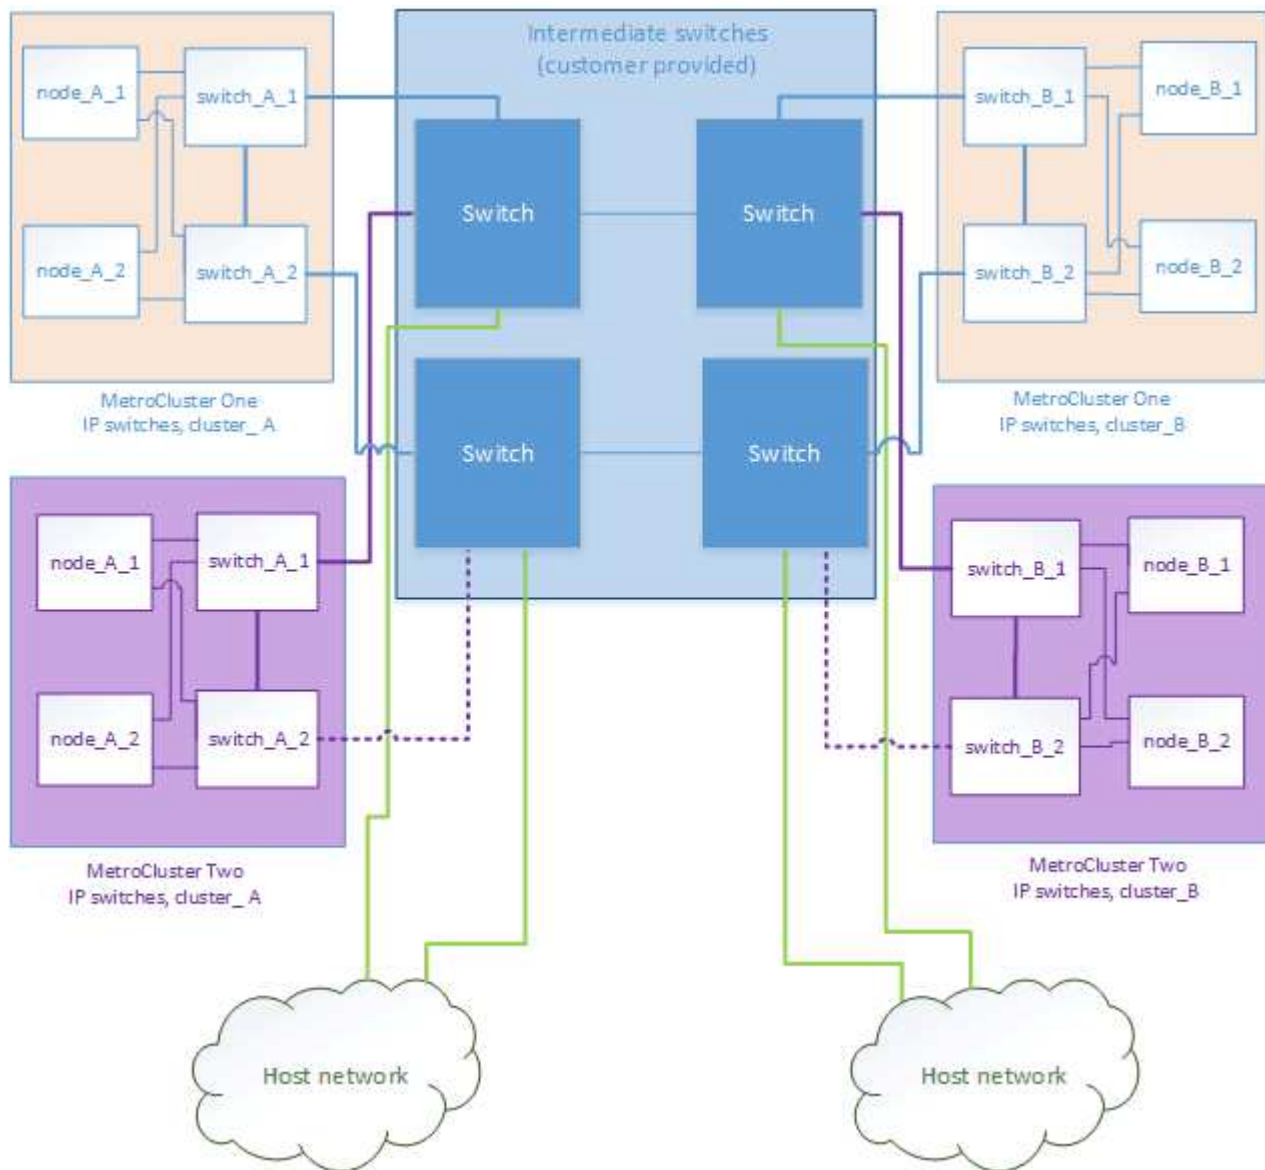 Intermediate switches
(customer provided)
node_A_1
switch_A_1
node_A_2
switch_A_2
MetroCluster One
IP switches, cluster_ A
Switch
Switch
Switch
Switch
switch_B_1
node_B_1
switch_B_2
node_B_2
MetroCluster One
IP switches, cluster_B
node_A_1
switch_A_1
node_A_2
switch_A_2
MetroCluster Two
IP switches, cluster_ A
switch_B_1
node_B_1
switch_B_2
node_B_2
MetroCluster Two
IP switches, cluster_B
Host network
Host network